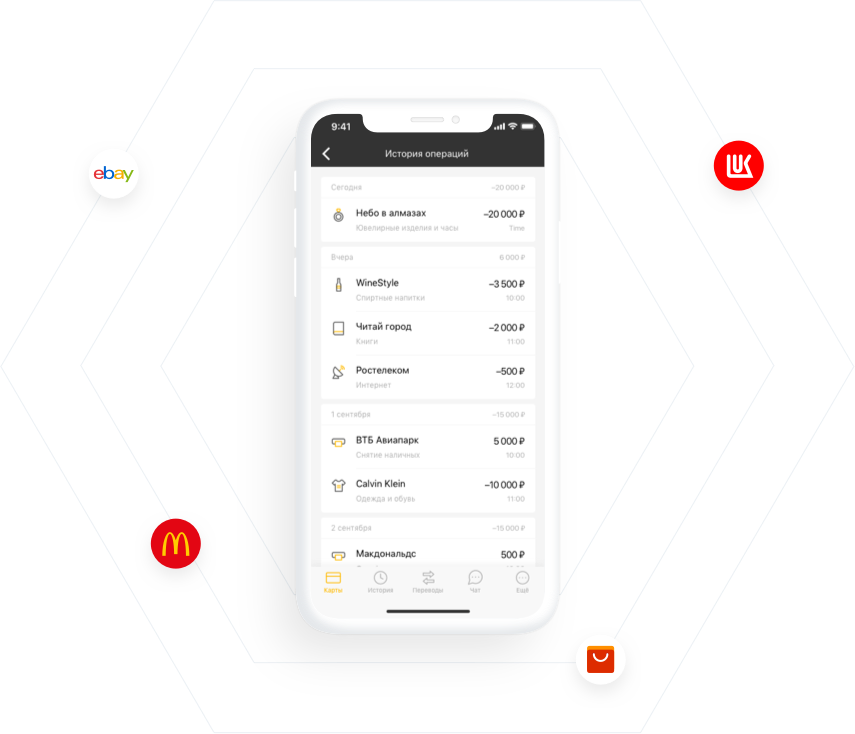 9:41
История операций
ebay
LUK
Сегодня –20 000 ₽
Небо в алмазах –20 000 ₽
Ювелирные изделия и часы Time
Вчера -6 000 ₽
WineStyle –3 500 ₽
Спиртные напитки 10:00
Читай город –2 000 ₽
Книги 11:00
Ростелеком –500 ₽
Интернет 12:00
1 сентября –15 000 ₽
ВТБ Авиапарк 5 000 ₽
Снятие наличных 10:00
Calvin Klein –10 000 ₽
Одежда и обувь 11:00
2 сентября –15 000 ₽
Макдональдс 500 ₽
Карты История Переводы Чат Ещё